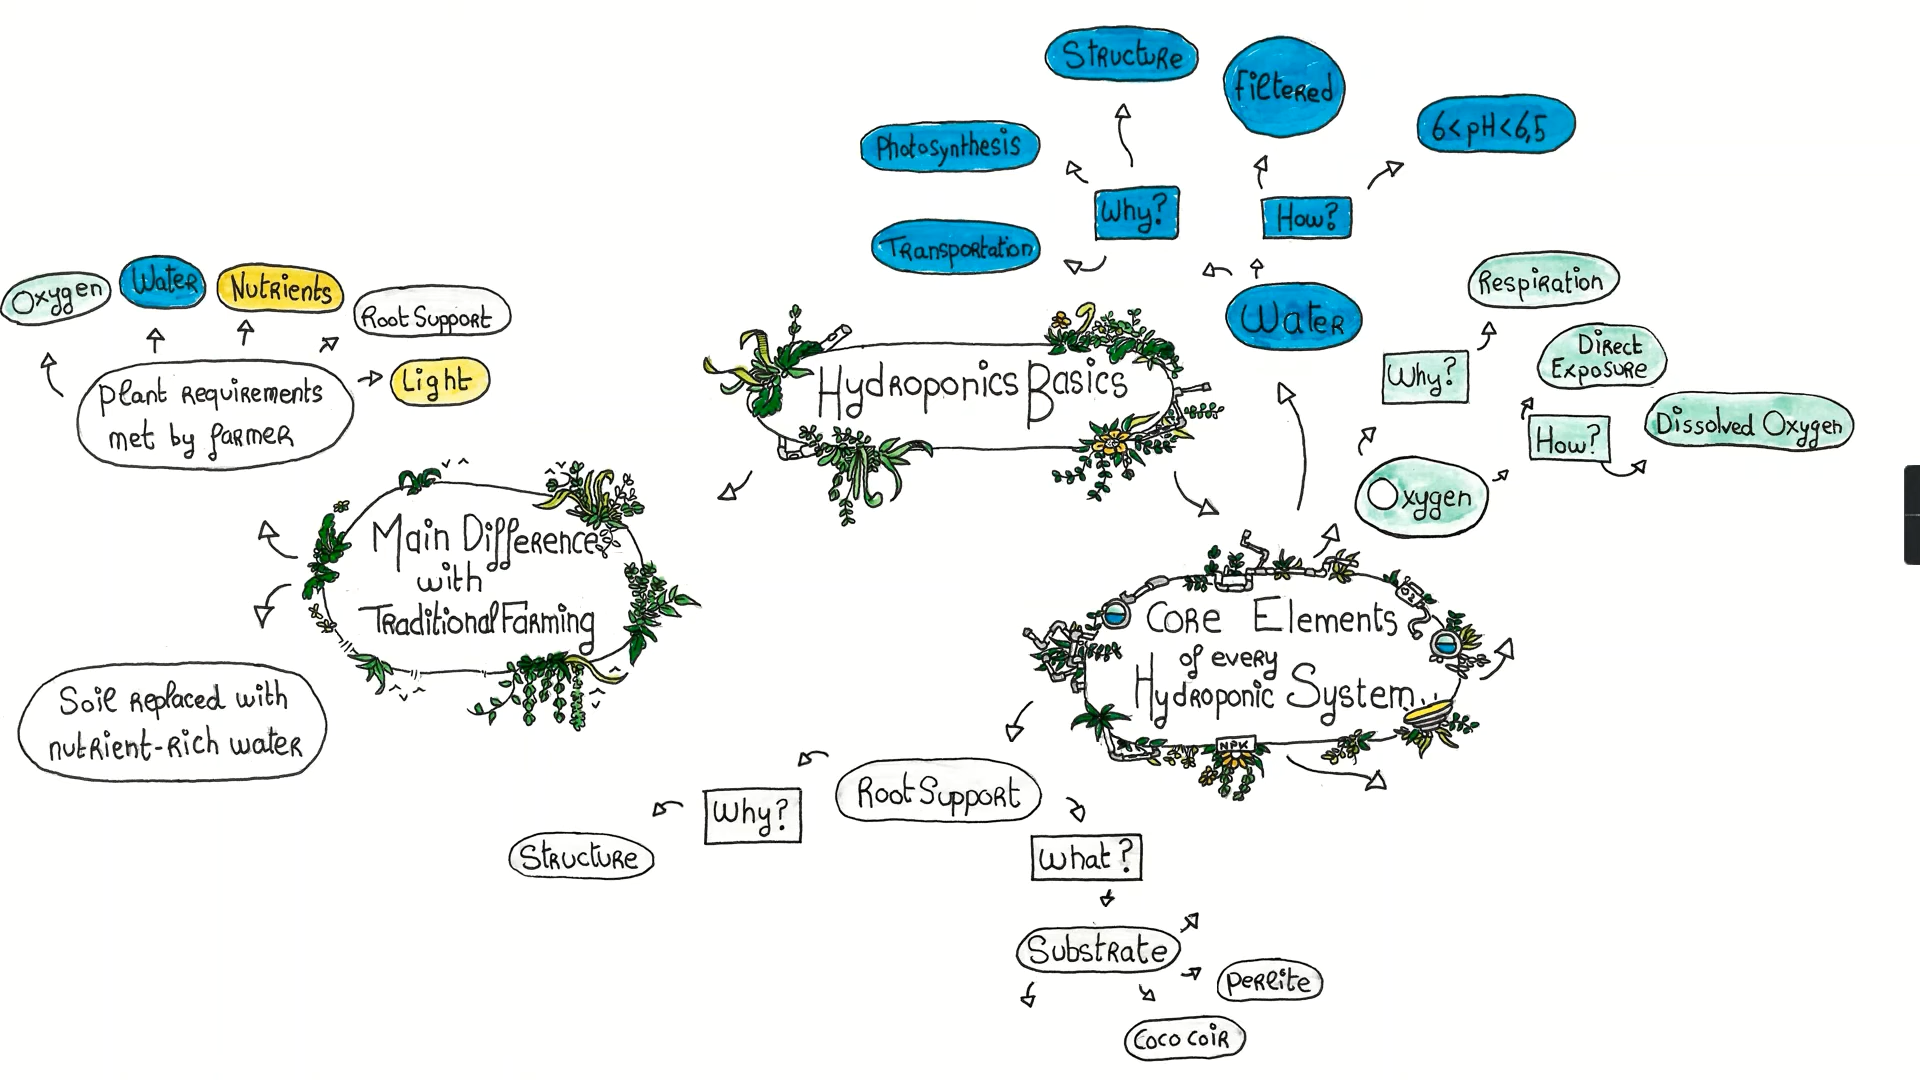 Structure
Filtered
6<pH<6,5
Photosynthesis
Why?
How?
Transportation
Water
Hydroponics Basics
Respiration
Why?
Direct
Exposure
How?
Dissolved Oxygen
Oxygen
Oxygen
Water
Nutrients
Root Support
Light
Plant requirements
met by farmer
Main Difference
with
Traditional Farming
Soil replaced with
nutrient-rich water
Core Elements
of every
Hydroponic System
O2
NPK
Root Support
Why?
Structure
What?
Substrate
Perlite
Coco coir